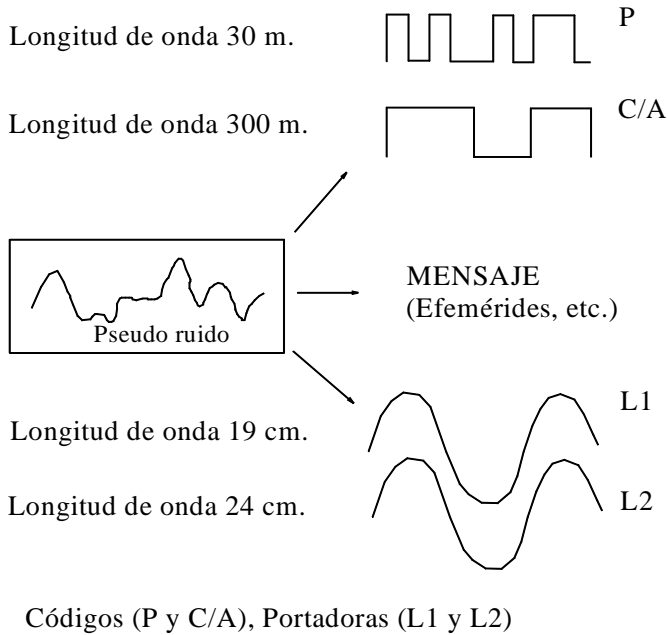 Longitud de onda 30 m.
P
Longitud de onda 300 m.
C/A
Pseudo ruido
MENSAJE
(Efemérides, etc.)
Longitud de onda 19 cm.
L1
Longitud de onda 24 cm.
L2
Códigos (P y C/A), Portadoras (L1 y L2)